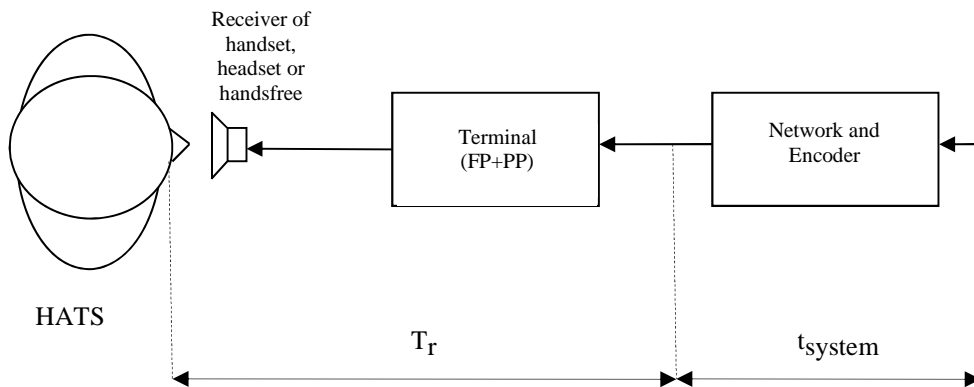 Receiver of
handset,
headset or
handsfree
Terminal
(FP+PP)
Network and
Encoder
HATS
Tr
tsystem